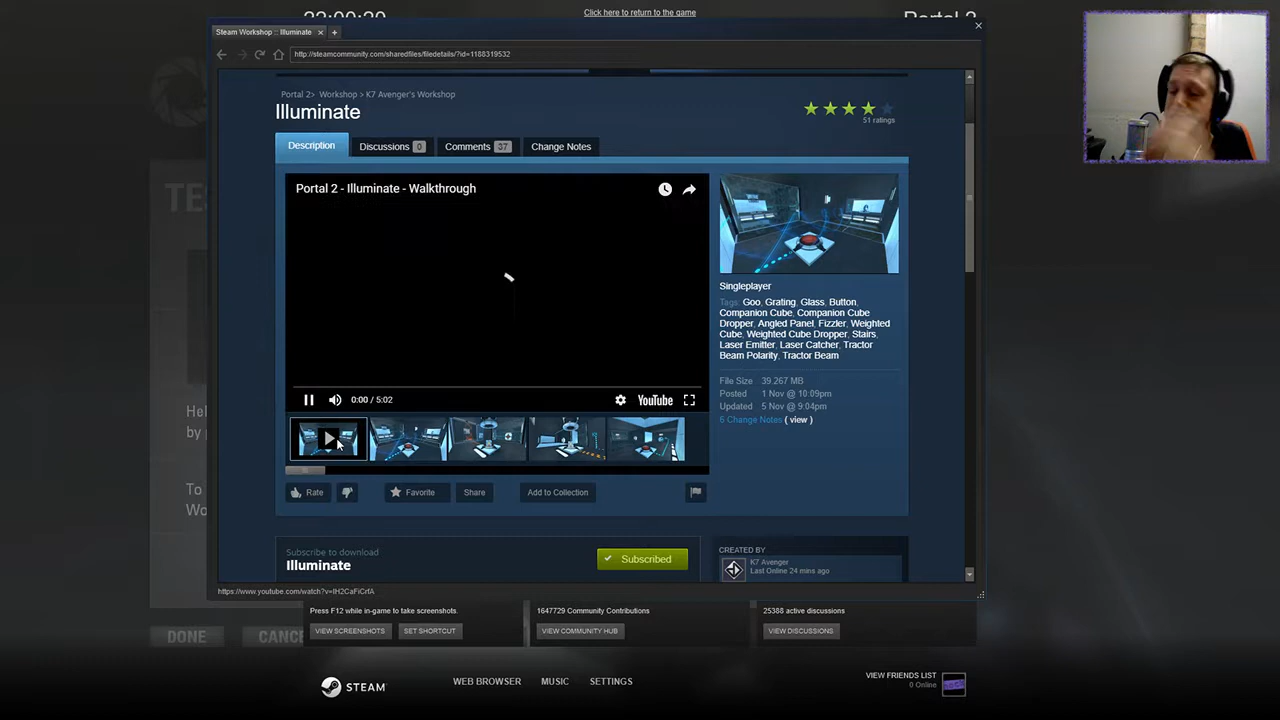 Click here to return to the game
Portal 2
Steam Workshop :: Illuminate
http://steamcommunity.com/sharedfiles/filedetails/?id=1188319532
Portal 2> Workshop > K7 Avenger's Workshop
Illuminate
51 ratings
Description
Discussions 0
Comments 37
Change Notes
Portal 2 - Illuminate - Walkthrough
0:00 / 5:02
YouTube
Singleplayer
Tags: Goo, Grating, Glass, Button,
Companion Cube, Companion Cube
Dropper, Angled Panel, Fizzler, Weighted
Cube, Weighted Cube Dropper, Stairs,
Laser Emitter, Laser Catcher, Tractor
Beam Polarity, Tractor Beam
File Size 39.267 MB
Posted 1 Nov @ 10:09pm
Updated 5 Nov @ 9:04pm
6 Change Notes ( view )
Rate
Favorite
Share
Add to Collection
Subscribe to download
Illuminate
Subscribed
CREATED BY
K7 Avenger
Last Online 24 mins ago
https://www.youtube.com/watch?v=IH2CaFiCrfA
Press F12 while in-game to take screenshots.
VIEW SCREENSHOTS
SET SHORTCUT
1647729 Community Contributions
VIEW COMMUNITY HUB
25388 active discussions
VIEW DISCUSSIONS
DONE
STEAM
WEB BROWSER
MUSIC
SETTINGS
VIEW FRIENDS LIST
0 Online